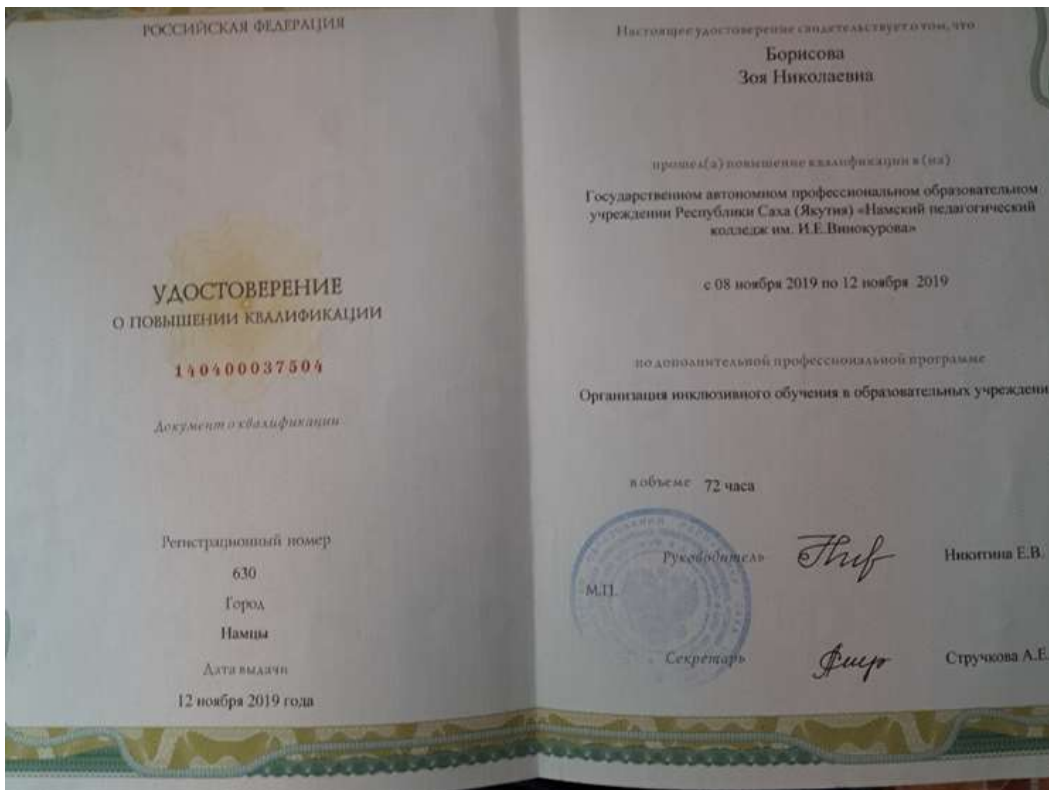 РОССИЙСКАЯ ФЕДЕРАЦИЯ
УДОСТОВЕРЕНИЕ
О ПОВЫШЕНИИ КВАЛИФИКАЦИИ
140400037504
Документ о квалификации
Регистрационный номер
630
Город
Намцы
Дата выдачи
12 ноября 2019 года
Настоящее удостоверение свидетельствует о том, что
Борисова
Зоя Николаевна
прошел(а) повышение квалификации в (на)
Государственном автономном профессиональном образовательном
учреждении Республики Саха (Якутия) «Намский педагогический
колледж им. И.Е.Винокурова»
с 08 ноября 2019 по 12 ноября 2019
по дополнительной профессиональной программе
Организация инклюзивного обучения в образовательных учреждени
в объеме 72 часа
Руководитель Никитина Е.В.
М.П.
Секретарь Стручкова А.Е.